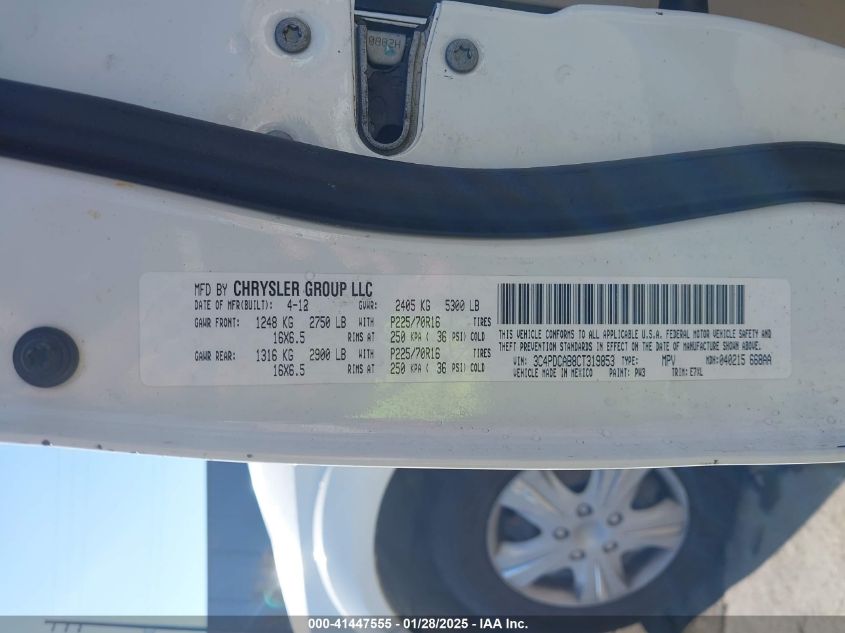 0882H
MFD BY CHRYSLER GROUP LLC
DATE OF MFR(BUILT): 4-12 GVWR: 2405 KG 5300 LB
GAWR FRONT: 1248 KG 2750 LB WITH P225/70R16 TIRES
16X6.5 RIMS AT 250 KPA ( 36 PSI) COLD
GAWR REAR: 1316 KG 2900 LB WITH P225/70R16 TIRES
16X6.5 RIMS AT 250 KPA ( 36 PSI) COLD
THIS VEHICLE CONFORMS TO ALL APPLICABLE U.S.A. FEDERAL MOTOR VEHICLE SAFETY
AND THEFT PREVENTION STANDARDS IN EFFECT ON THE DATE OF MANUFACTURE SHOWN ABOVE.
VIN: 3C4PDCAB8CT319853 TYPE: MPV MDH: 040215 668AA
VEHICLE MADE IN MEXICO PAINT: PW3 TRIM: E7XL
000-41447555 - 01/28/2025 - IAA Inc.